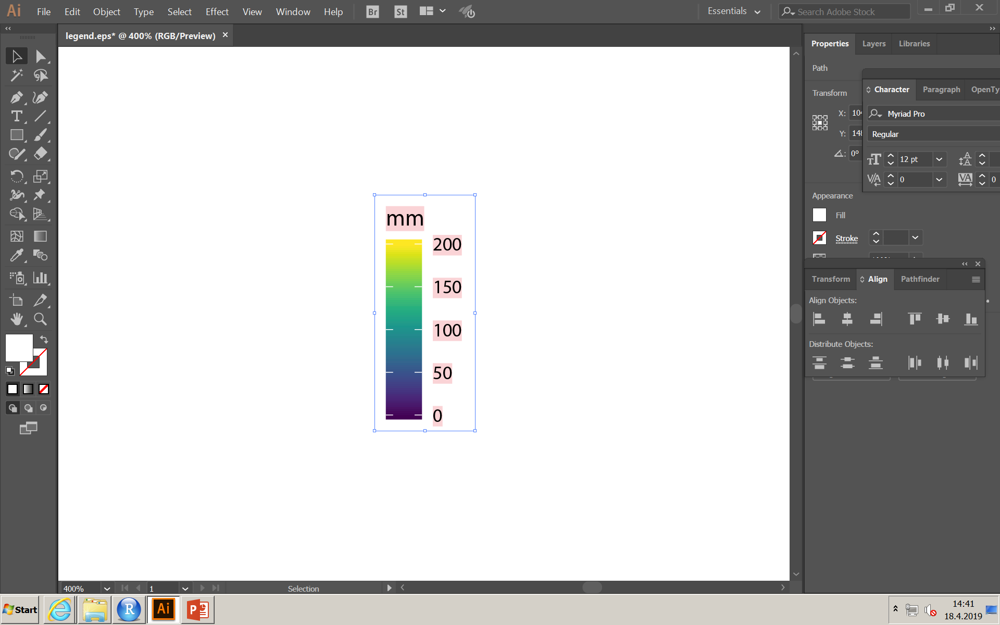 Ai File Edit Object Type Select Effect View Window Help Br St Essentials Search Adobe Stock
legend.eps* @ 400% (RGB/Preview)
Properties Layers Libraries
Path
Transform
X:
Y:
0°
Character Paragraph
Myriad Pro
Regular
12 pt
0
0
Appearance
Fill
Stroke
Transform Align Pathfinder
Align Objects:
Distribute Objects:
mm
200
150
100
50
0
400% 1 Selection
Start R Ai P
14:41
18.4.2019